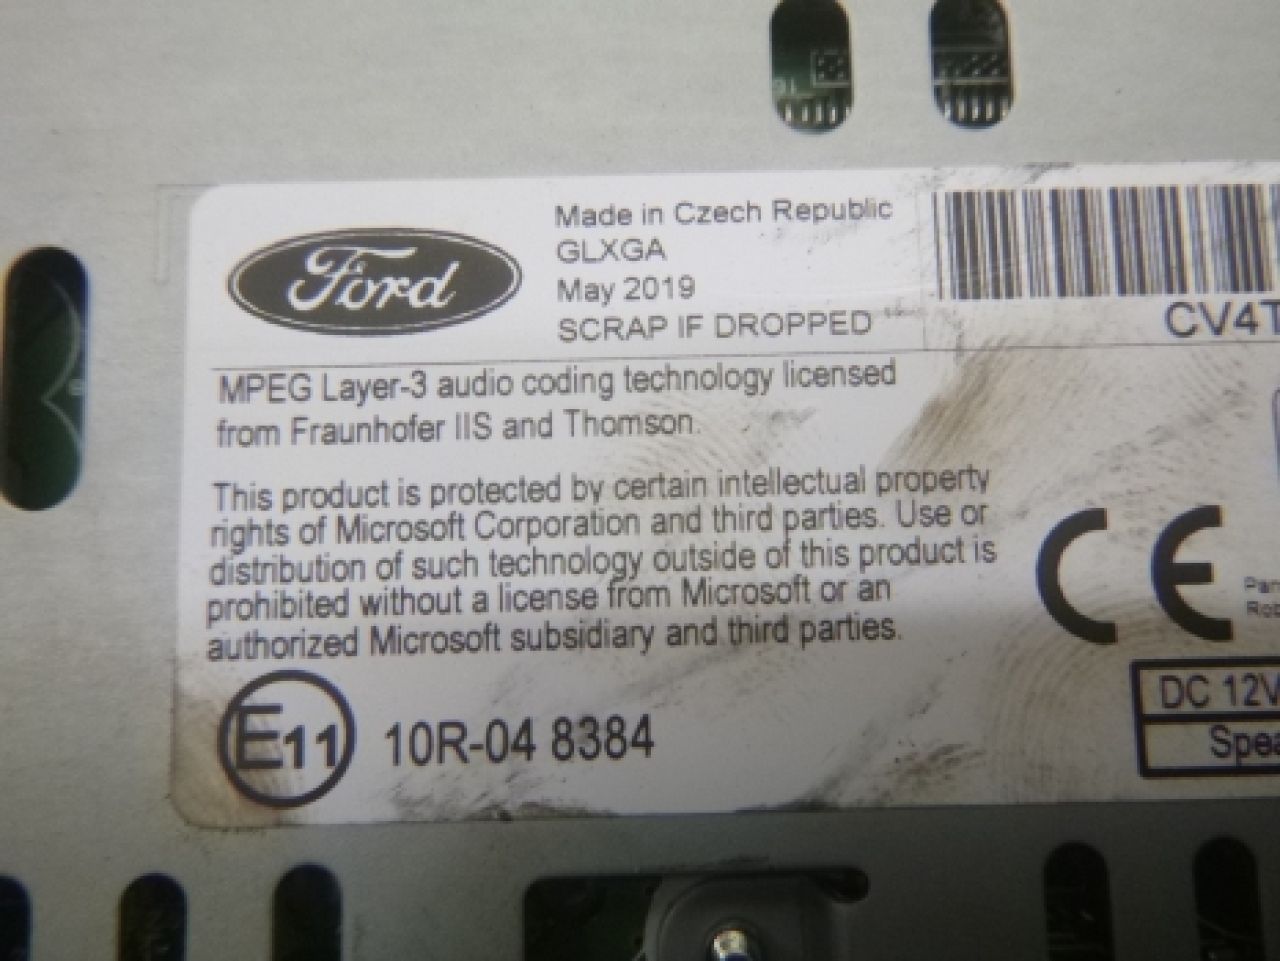 Ford
Made in Czech Republic
GLXGA
May 2019
SCRAP IF DROPPED
CV4T
MPEG Layer-3 audio coding technology licensed
from Fraunhofer IIS and Thomson.
This product is protected by certain intellectual property
rights of Microsoft Corporation and third parties. Use or
distribution of such technology outside of this product is
prohibited without a license from Microsoft or an
authorized Microsoft subsidiary and third parties.
CE
E11 10R-04 8384
DC 12V